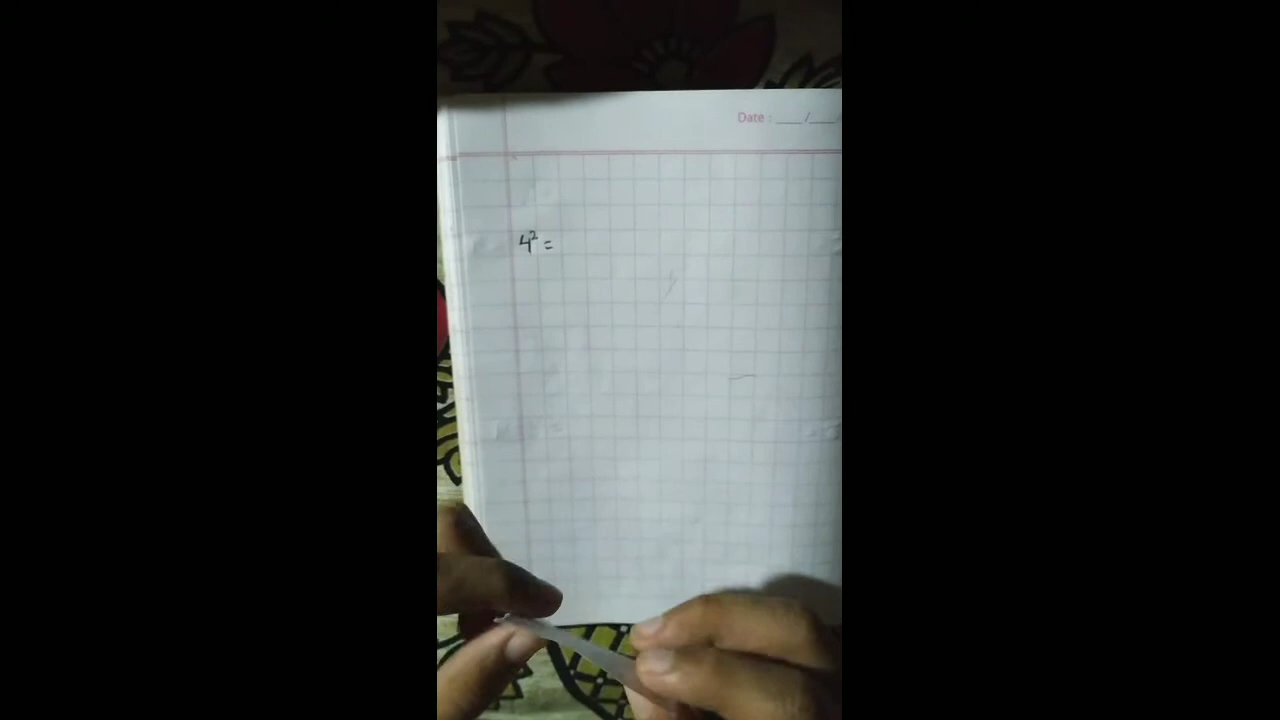 Date : ___/___/
4² =